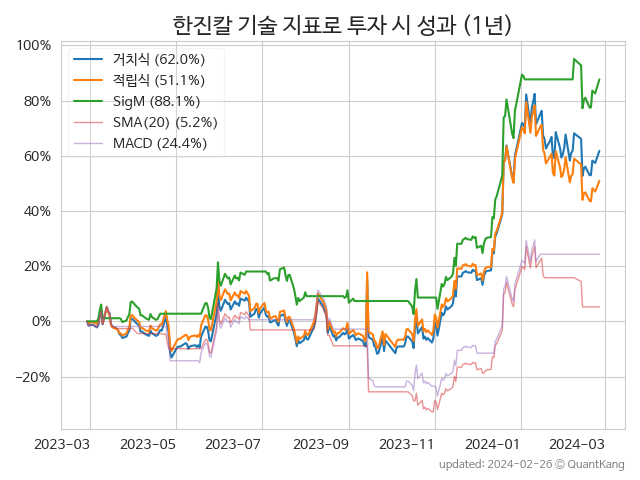 한진칼 기술 지표로 투자 시 성과 (1년)
100%
80%
60%
40%
20%
0%
−20%
거치식 (62.0%)
적립식 (51.1%)
SigM (88.1%)
SMA(20) (5.2%)
MACD (24.4%)
2023-03 2023-05 2023-07 2023-09 2023-11 2024-01 2024-03
updated: 2024-02-26 © QuantKang